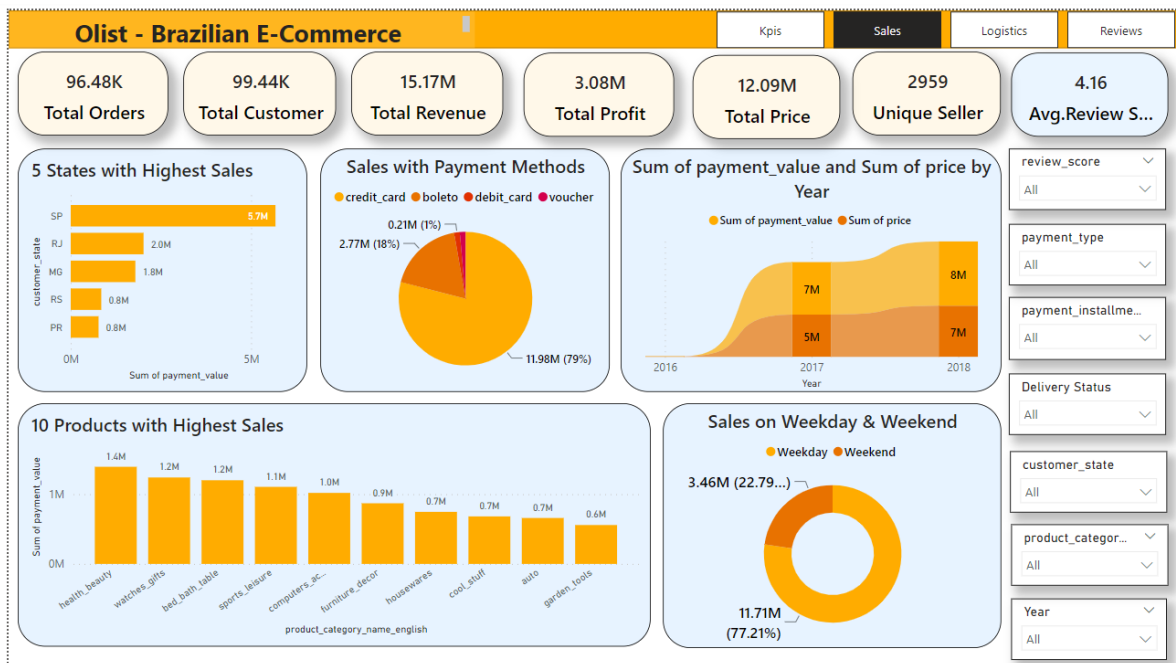 Olist - Brazilian E-Commerce
Kpis
Sales
Logistics
Reviews
96.48K
Total Orders
99.44K
Total Customer
15.17M
Total Revenue
3.08M
Total Profit
12.09M
Total Price
2959
Unique Seller
4.16
Avg.Review S...
5 States with Highest Sales
customer_state
SP
5.7M
RJ
2.0M
MG
1.8M
RS
0.8M
PR
0.8M
0M
5M
Sum of payment_value
Sales with Payment Methods
credit_card
boleto
debit_card
voucher
0.21M (1%)
2.77M (18%)
11.98M (79%)
Sum of payment_value and Sum of price by
Year
Sum of payment_value
Sum of price
7M
5M
8M
7M
2016
2017
2018
Year
review_score
All
payment_type
All
payment_installme...
All
Delivery Status
All
customer_state
All
product_categor...
All
Year
All
10 Products with Highest Sales
Sum of payment_value
1M
0M
1.4M
1.2M
1.2M
1.1M
1.0M
0.9M
0.7M
0.7M
0.7M
0.6M
health_beauty
watches_gifts
bed_bath_table
sports_leisure
computers_ac...
furniture_decor
housewares
cool_stuff
auto
garden_tools
product_category_name_english
Sales on Weekday & Weekend
Weekday
Weekend
3.46M (22.79...)
11.71M
(77.21%)